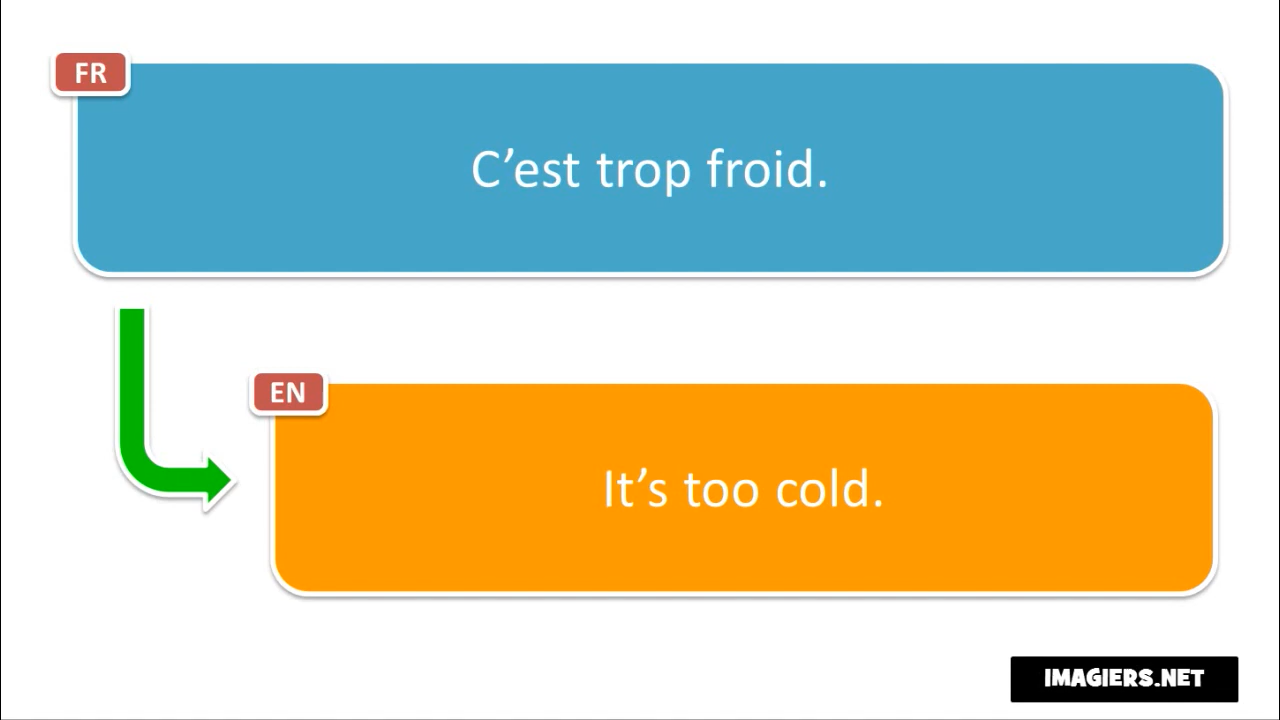 FR
C’est trop froid.
EN
It’s too cold.
IMAGIERS.NET